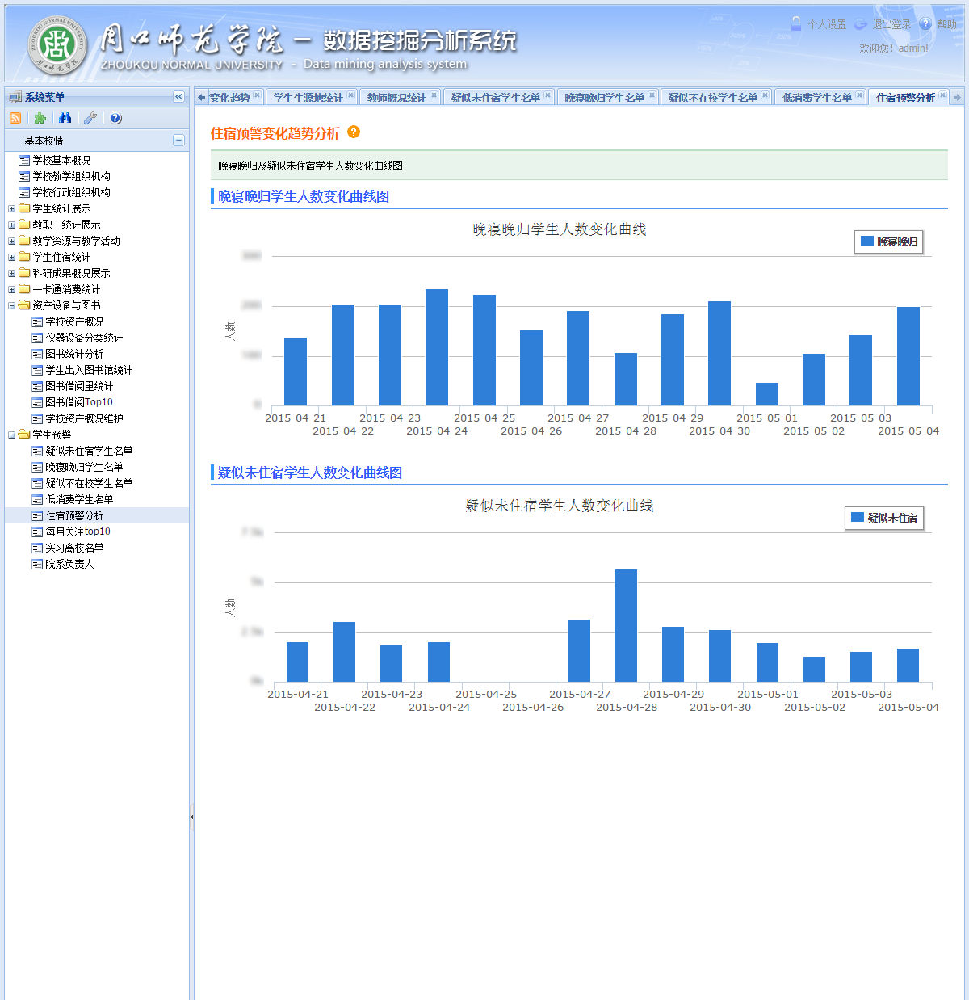 周口师范学院 — 数据挖掘分析系统
ZHOUKOU NORMAL UNIVERSITY - Data mining analysis system
个人设置 退出登录 帮助
欢迎您！admin!
系统菜单
变化趋势 学生生源地统计 教师概况统计 疑似未住宿学生名单 晚寝晚归学生名单 疑似不在校学生名单 低消费学生名单 住宿预警分析
基本校情
学校基本概况
学校教学组织机构
学校行政组织机构
学生统计展示
教职工统计展示
教学资源与教学活动
学生住宿统计
科研成果概况展示
一卡通消费统计
资产设备与图书
学校资产概况
仪器设备分类统计
图书统计分析
学生出入图书馆统计
图书借阅量统计
图书借阅Top10
学校资产概况维护
学生预警
疑似未住宿学生名单
晚寝晚归学生名单
疑似不在校学生名单
低消费学生名单
住宿预警分析
每月关注top10
实习离校名单
院系负责人
住宿预警变化趋势分析
晚寝晚归及疑似未住宿学生人数变化曲线图
晚寝晚归学生人数变化曲线图
晚寝晚归学生人数变化曲线
晚寝晚归
人数
2015-04-21 2015-04-23 2015-04-25 2015-04-27 2015-04-29 2015-05-01 2015-05-03
2015-04-22 2015-04-24 2015-04-26 2015-04-28 2015-04-30 2015-05-02 2015-05-04
疑似未住宿学生人数变化曲线图
疑似未住宿学生人数变化曲线
疑似未住宿
人数
2015-04-21 2015-04-23 2015-04-25 2015-04-27 2015-04-29 2015-05-01 2015-05-03
2015-04-22 2015-04-24 2015-04-26 2015-04-28 2015-04-30 2015-05-02 2015-05-04